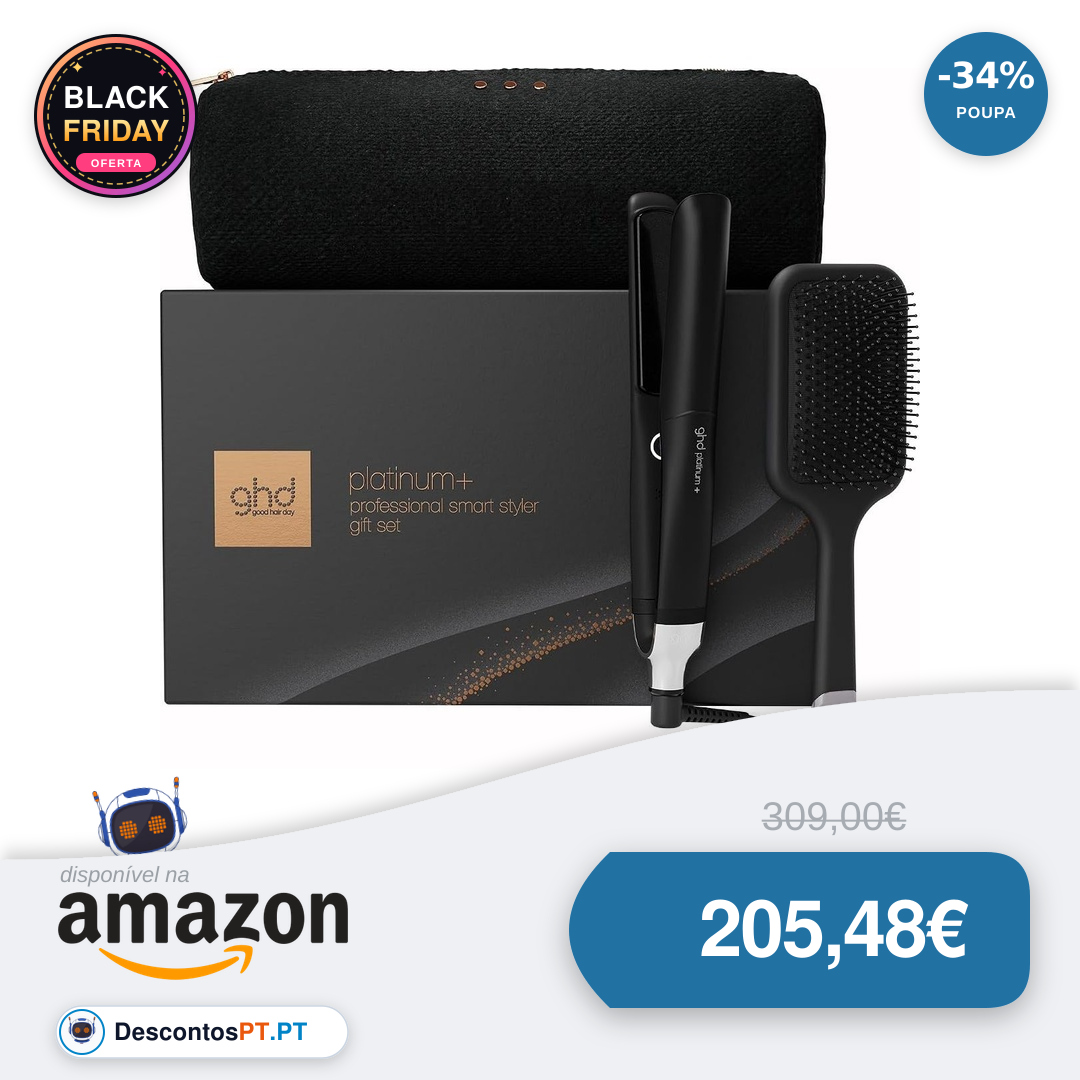 BLACK
FRIDAY
OFERTA
-34%
POUPA
ghd
good hair day
platinum+
professional smart styler
gift set
ghd platinum +
309,00€
205,48€
disponível na
amazon
DescontosPT.PT